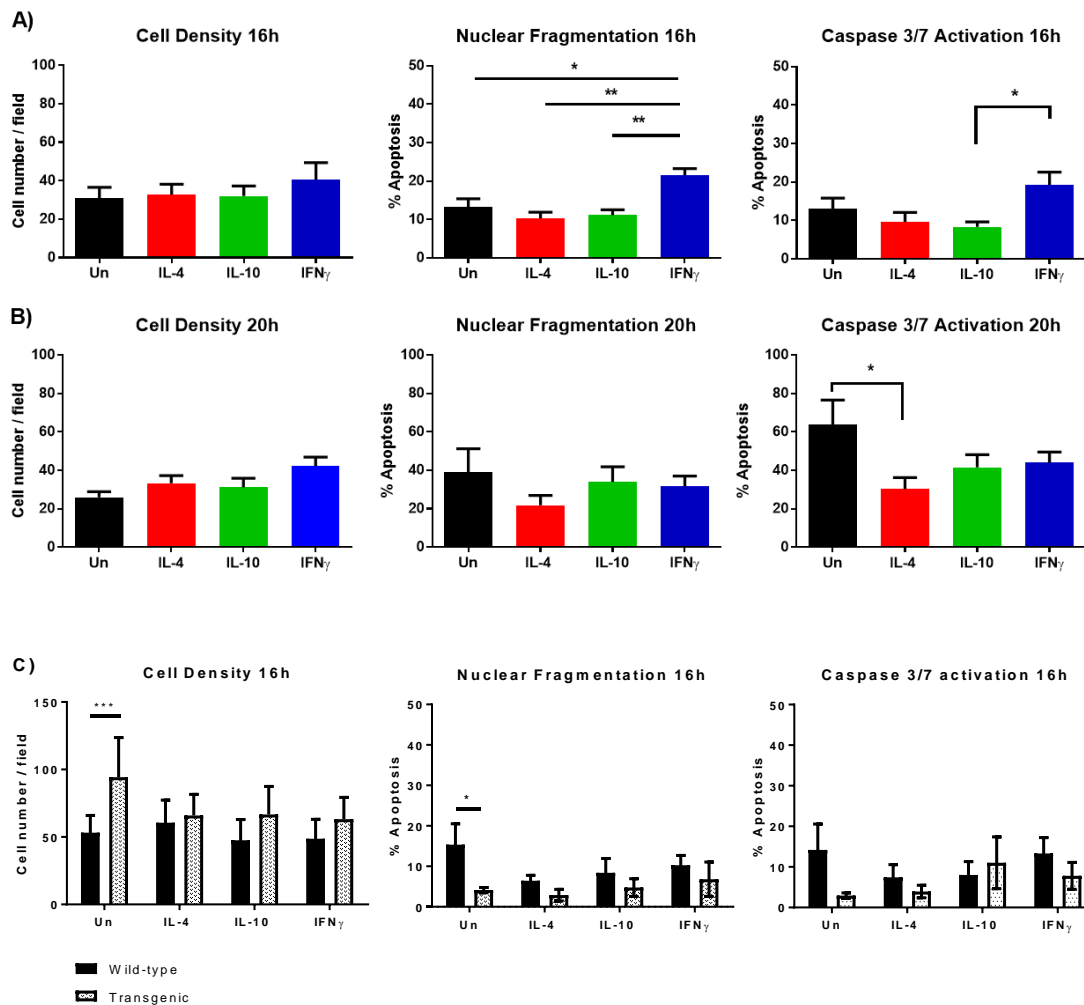 A)
Cell Density 16h
Cell number / field
100
80
60
40
20
0
Un IL-4 IL-10 IFNγ
Nuclear Fragmentation 16h
% Apoptosis
50
40
30
20
10
0
*
**
**
Un IL-4 IL-10 IFNγ
Caspase 3/7 Activation 16h
% Apoptosis
50
40
30
20
10
0
*
Un IL-4 IL-10 IFNγ
B)
Cell Density 20h
Cell number / field
100
80
60
40
20
0
Un IL-4 IL-10 IFNγ
Nuclear Fragmentation 20h
% Apoptosis
100
80
60
40
20
0
Un IL-4 IL-10 IFNγ
Caspase 3/7 Activation 20h
% Apoptosis
100
80
60
40
20
0
*
Un IL-4 IL-10 IFNγ
C)
Cell Density 16h
Cell number / field
150
100
50
0
***
Un IL-4 IL-10 IFNγ
Nuclear Fragmentation 16h
% Apoptosis
50
40
30
20
10
0
*
Un IL-4 IL-10 IFNγ
Caspase 3/7 activation 16h
% Apoptosis
50
40
30
20
10
0
Un IL-4 IL-10 IFNγ
Wild-type
Transgenic